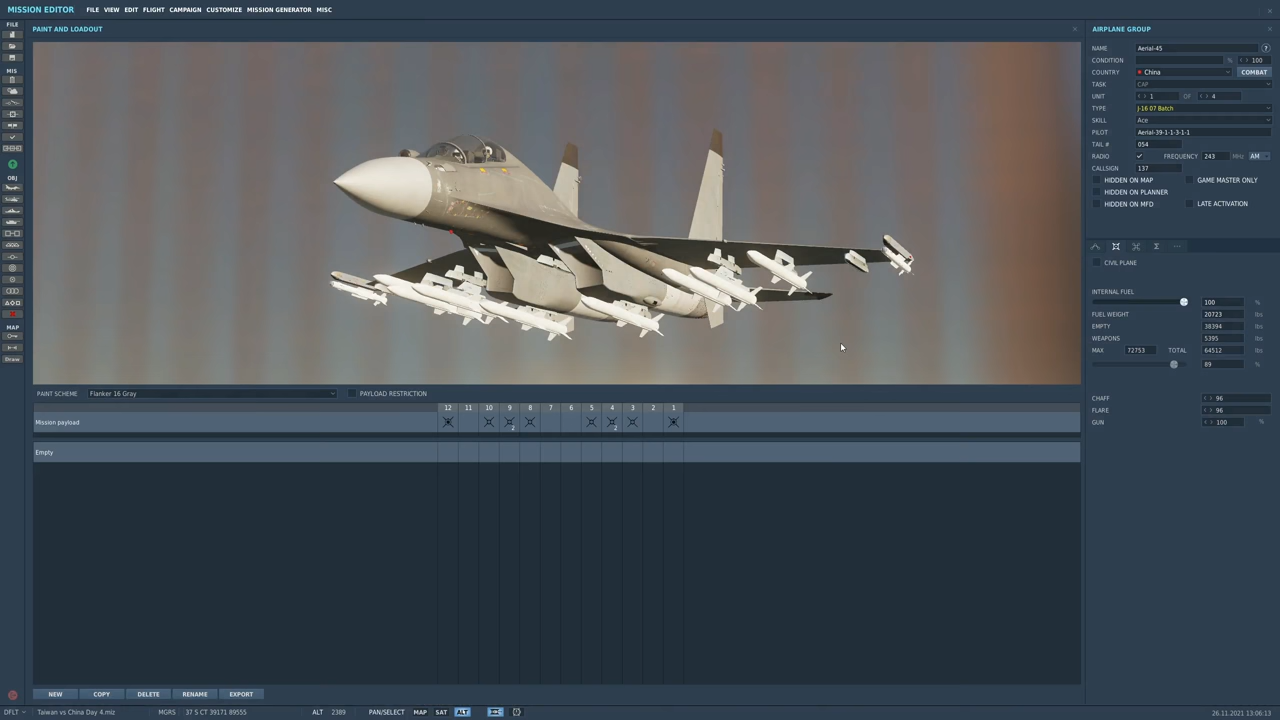 MISSION EDITOR FILE VIEW EDIT FLIGHT CAMPAIGN CUSTOMIZE MISSION GENERATOR MISC
FILE
MIS
OBJ
MAP
Draw
PAINT AND LOADOUT
PAINT SCHEME Flanker 16 Gray PAYLOAD RESTRICTION
12 11 10 9 8 7 6 5 4 3 2 1
Mission payload 2 2
Empty
NEW COPY DELETE RENAME EXPORT
AIRPLANE GROUP
NAME Aerial-45 ?
CONDITION % < > 100
COUNTRY China COMBAT
TASK CAP
UNIT < > 1 OF < > 4
TYPE J-16 07 Batch
SKILL Ace
PILOT Aerial-39-1-1-3-1-1
TAIL # 054
RADIO FREQUENCY 243 MHz AM
CALLSIGN 137
HIDDEN ON MAP GAME MASTER ONLY
HIDDEN ON PLANNER
HIDDEN ON MFD LATE ACTIVATION
CIVIL PLANE
INTERNAL FUEL
100 %
FUEL WEIGHT 20723 lbs
EMPTY 38394 lbs
WEAPONS 5395 lbs
MAX 72753 TOTAL 64512 lbs
89 %
CHAFF < > 96
FLARE < > 96
GUN < > 100 %
DFLT Taiwan vs China Day 4.miz MGRS 37 S CT 39171 89555 ALT 2389 PAN/SELECT MAP SAT ALT 26.11.2021 13:06:13